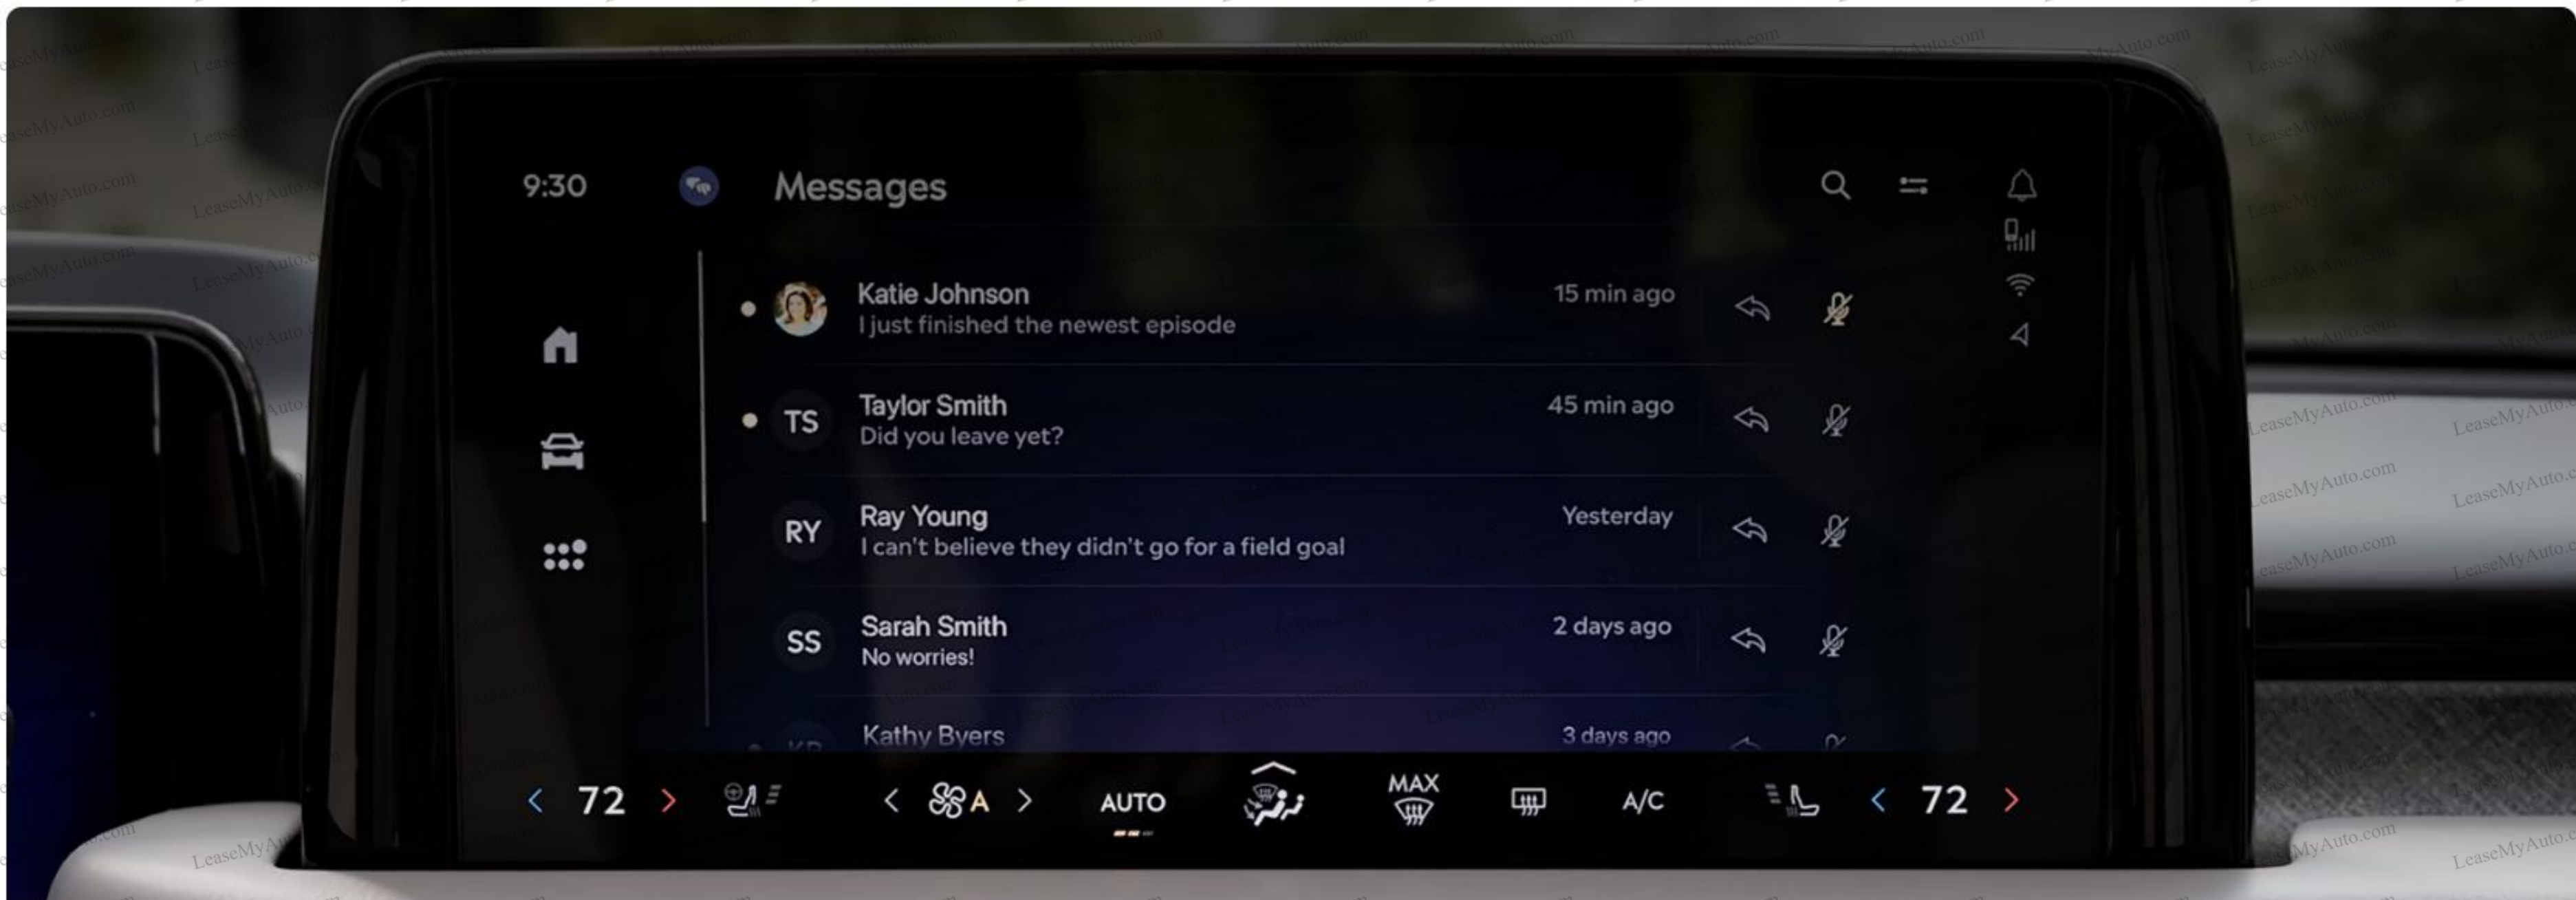 9:30
Messages
Katie Johnson
15 min ago
I just finished the newest episode
TS
Taylor Smith
45 min ago
Did you leave yet?
RY
Ray Young
Yesterday
I can't believe they didn't go for a field goal
SS
Sarah Smith
2 days ago
No worries!
Kathy Byers
3 days ago
72
A
AUTO
MAX
A/C
72
LeaseMyAuto.com